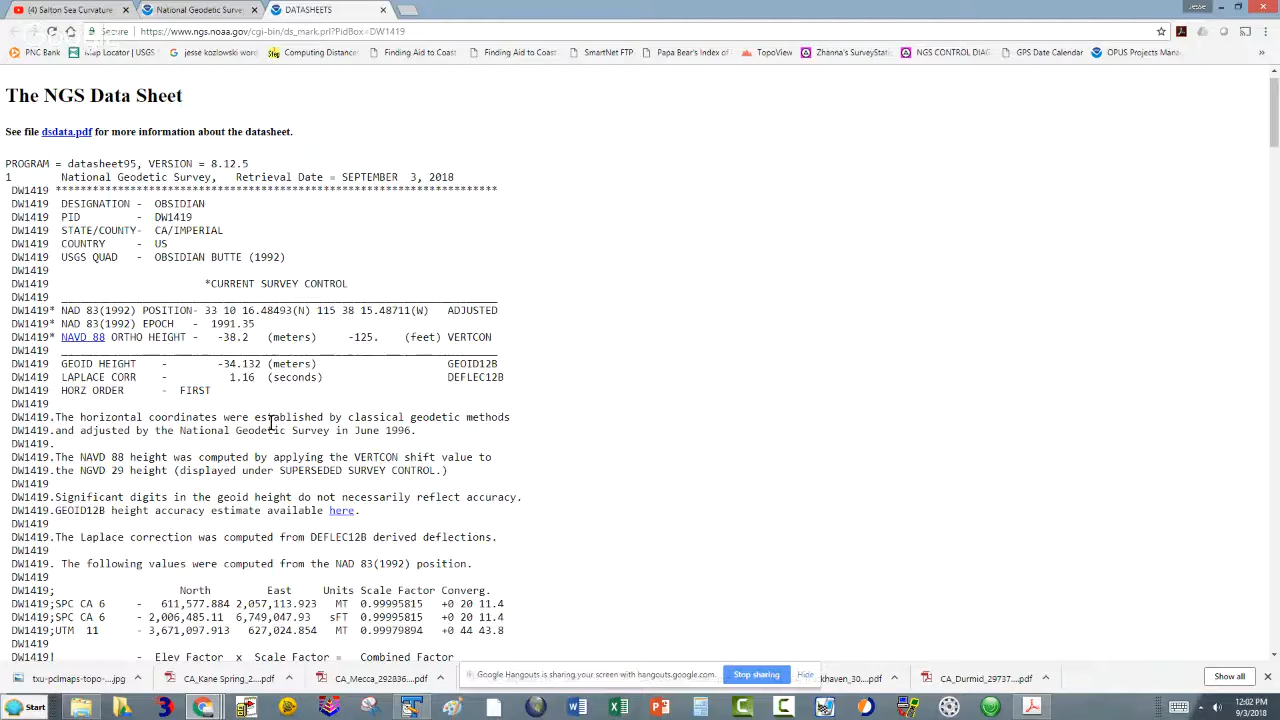 (4) Salton Sea Curvature
National Geodetic Survey
DATASHEETS
Jesse
Secure
https://www.ngs.noaa.gov/cgi-bin/ds_mark.prl?PidBox=DW1419
PNC Bank
Map Locator | USGS
jesse kozlowski wore
Computing Distance
Finding Aid to Coast
Finding Aid to Coast
SmartNet FTP
Papa Bear's Index of
TopoView
Zhanna's SurveyStati
NGS CONTROL DIAG
GPS Date Calendar
OPUS Projects Mana
The NGS Data Sheet
See file dsdata.pdf for more information about the datasheet.
PROGRAM = datasheet95, VERSION = 8.12.5
1 National Geodetic Survey, Retrieval Date = SEPTEMBER 3, 2018
DW1419 ***********************************************************************
DW1419 DESIGNATION - OBSIDIAN
DW1419 PID - DW1419
DW1419 STATE/COUNTY- CA/IMPERIAL
DW1419 COUNTRY - US
DW1419 USGS QUAD - OBSIDIAN BUTTE (1992)
DW1419
DW1419 *CURRENT SURVEY CONTROL
DW1419
DW1419* NAD 83(1992) POSITION- 33 10 16.48493(N) 115 38 15.48711(W) ADJUSTED
DW1419* NAD 83(1992) EPOCH - 1991.35
DW1419* NAVD 88 ORTHO HEIGHT - -38.2 (meters) -125. (feet) VERTCON
DW1419
DW1419 GEOID HEIGHT - -34.132 (meters) GEOID12B
DW1419 LAPLACE CORR - 1.16 (seconds) DEFLEC12B
DW1419 HORZ ORDER - FIRST
DW1419
DW1419.The horizontal coordinates were established by classical geodetic methods
DW1419.and adjusted by the National Geodetic Survey in June 1996.
DW1419.
DW1419.The NAVD 88 height was computed by applying the VERTCON shift value to
DW1419.the NGVD 29 height (displayed under SUPERSEDED SURVEY CONTROL.)
DW1419
DW1419.Significant digits in the geoid height do not necessarily reflect accuracy.
DW1419.GEOID12B height accuracy estimate available here.
DW1419
DW1419.The Laplace correction was computed from DEFLEC12B derived deflections.
DW1419
DW1419. The following values were computed from the NAD 83(1992) position.
DW1419
DW1419; North East Units Scale Factor Converg.
DW1419;SPC CA 6 - 611,577.884 2,057,113.923 MT 0.99995815 +0 20 11.4
DW1419;SPC CA 6 - 2,006,485.11 6,749,047.93 sFT 0.99995815 +0 20 11.4
DW1419;UTM 11 - 3,671,097.913 627,024.854 MT 0.99979894 +0 44 43.8
DW1419
DW1419! - Elev Factor x Scale Factor = Combined Factor
Google Hangouts is sharing your screen with hangouts.google.com.
Stop sharing
Hide
o-...jpg
CA_Kane Spring_2....pdf
CA_Mecca_292836....pdf
khaven_30....pdf
CA_Durmid_29737....pdf
Show all
Start
12:02 PM
9/3/2018